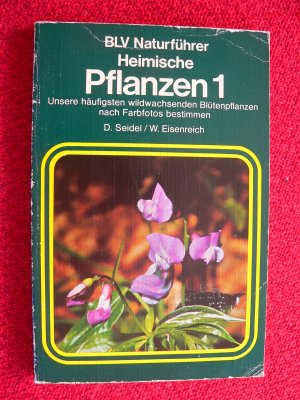 BLV Naturführer
Heimische
Pflanzen 1
Unsere häufigsten wildwachsenden Blütenpflanzen
nach Farbfotos bestimmen
D. Seidel / W. Eisenreich